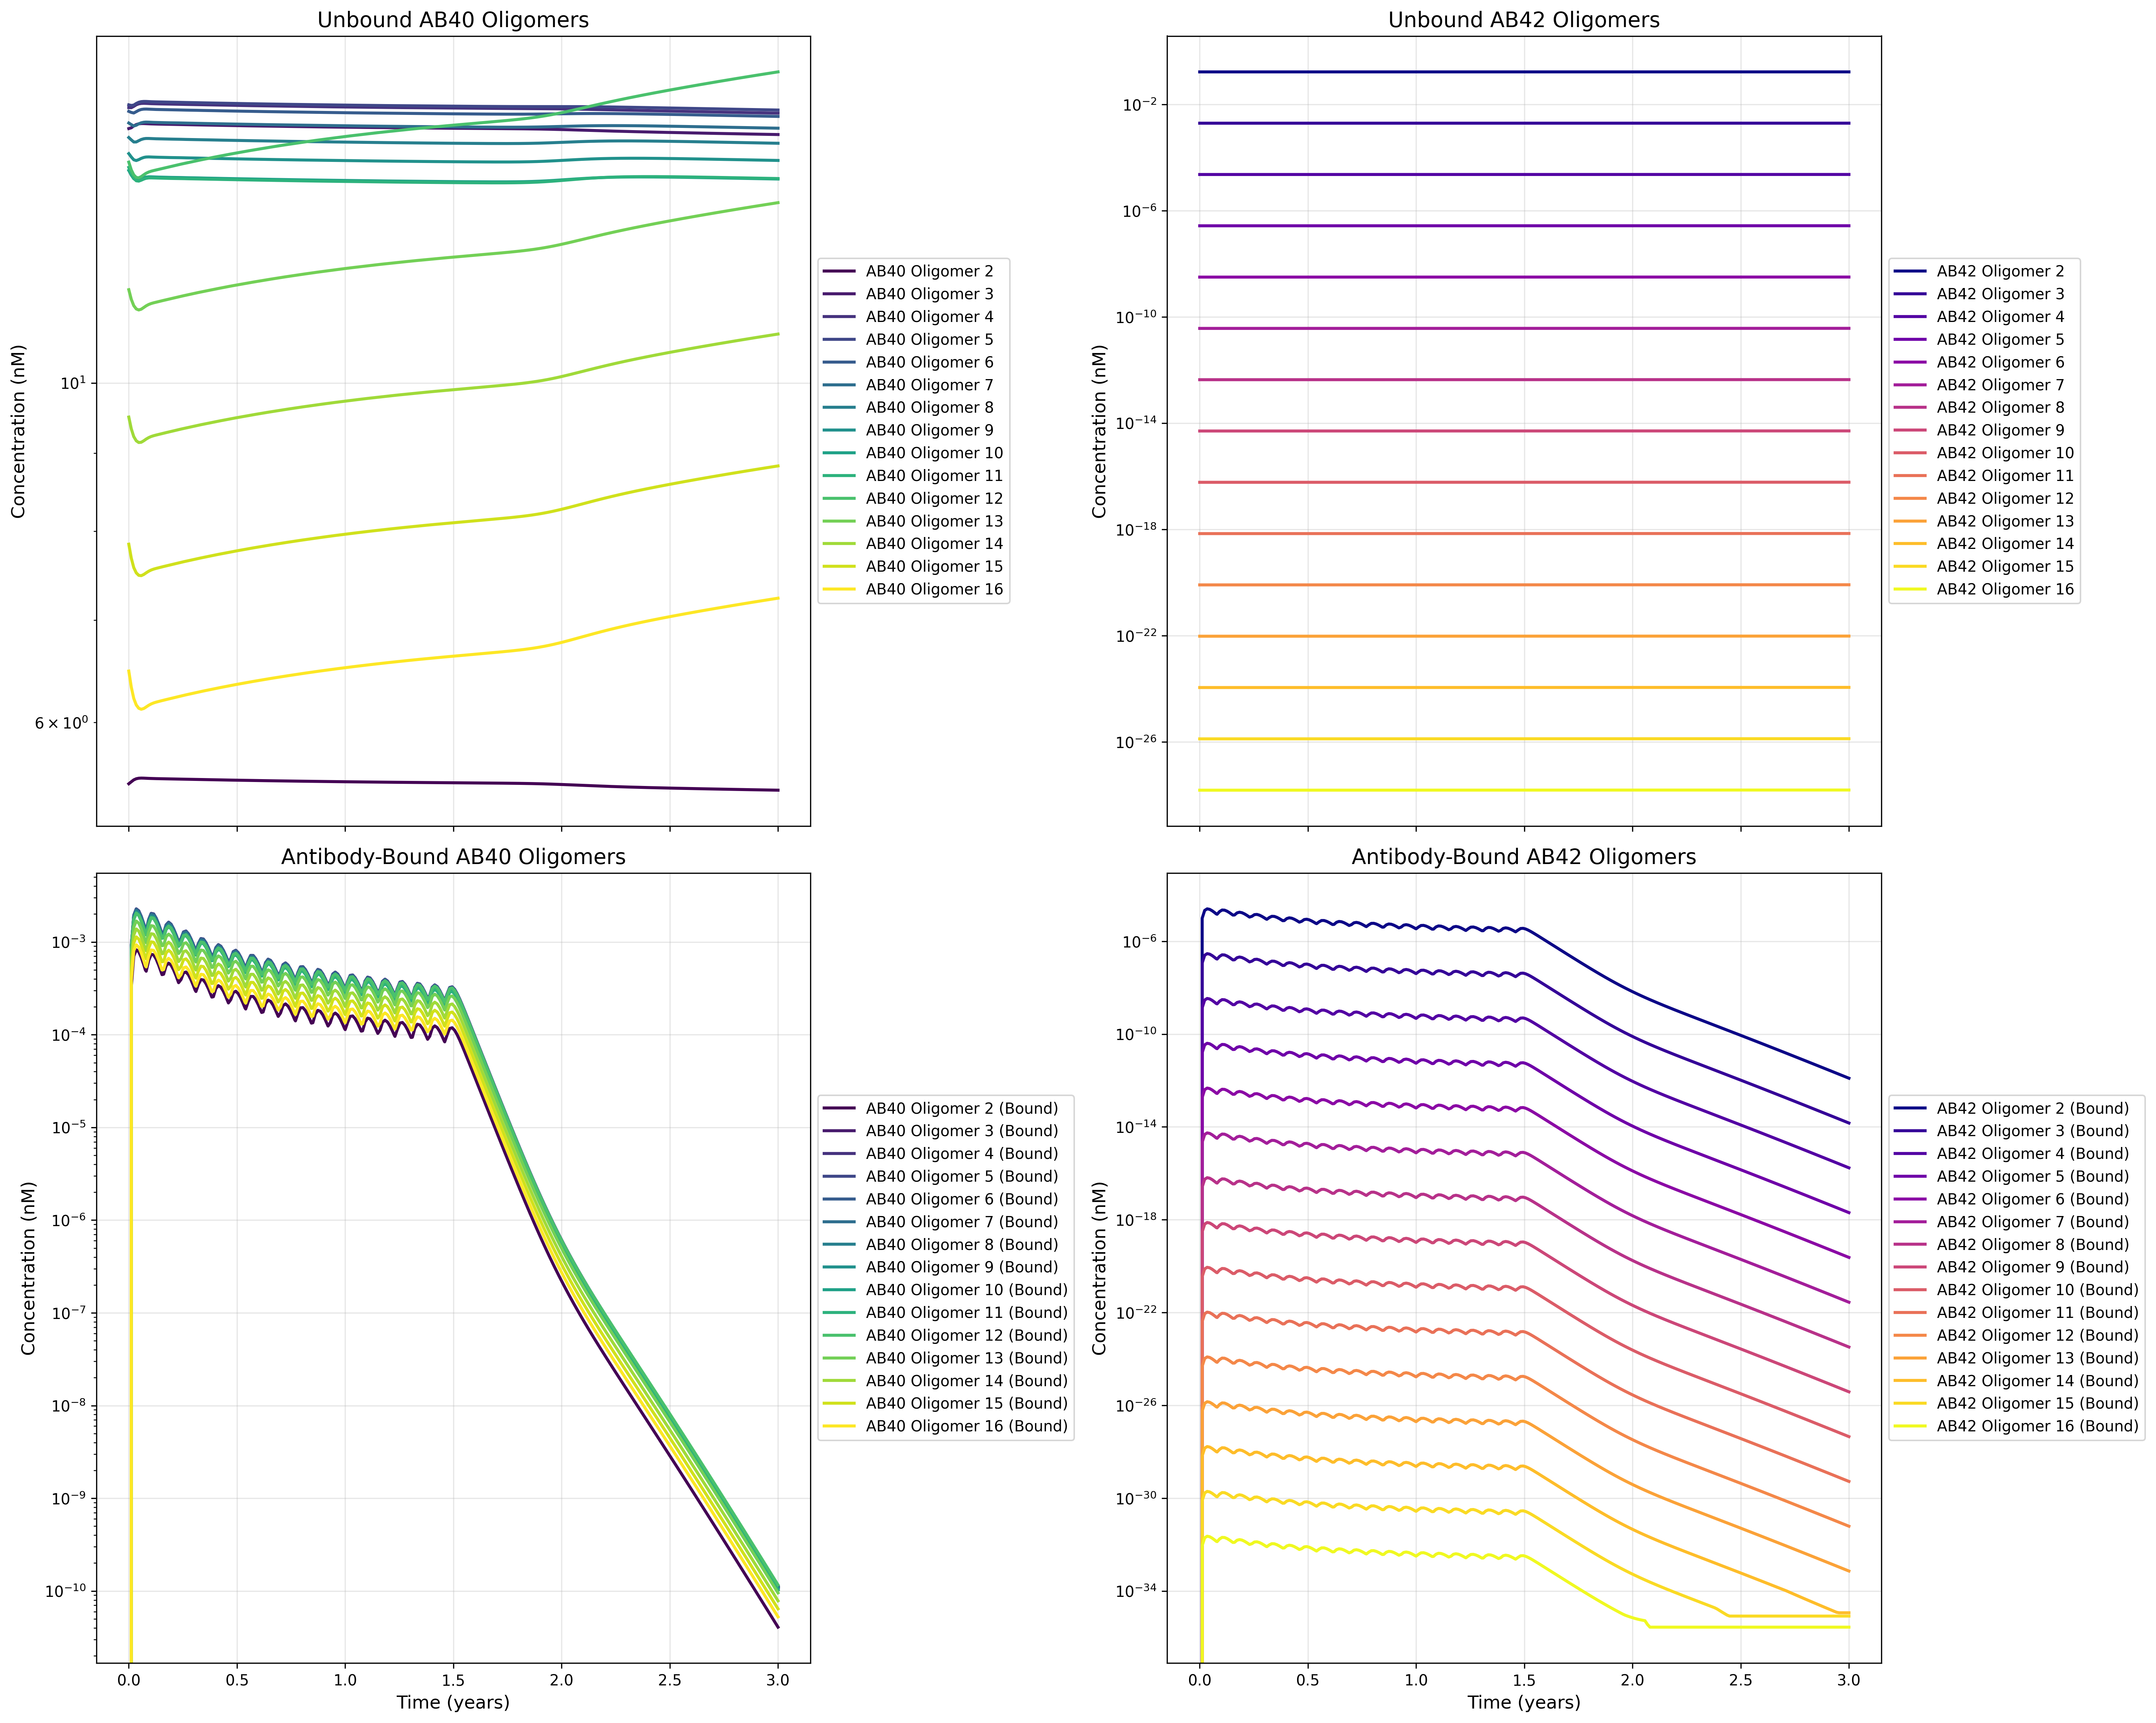 Unbound AB40 Oligomers
Concentration (nM)
10¹
6 × 10⁰
AB40 Oligomer 2
AB40 Oligomer 3
AB40 Oligomer 4
AB40 Oligomer 5
AB40 Oligomer 6
AB40 Oligomer 7
AB40 Oligomer 8
AB40 Oligomer 9
AB40 Oligomer 10
AB40 Oligomer 11
AB40 Oligomer 12
AB40 Oligomer 13
AB40 Oligomer 14
AB40 Oligomer 15
AB40 Oligomer 16
Unbound AB42 Oligomers
Concentration (nM)
10⁻²
10⁻⁶
10⁻¹⁰
10⁻¹⁴
10⁻¹⁸
10⁻²²
10⁻²⁶
AB42 Oligomer 2
AB42 Oligomer 3
AB42 Oligomer 4
AB42 Oligomer 5
AB42 Oligomer 6
AB42 Oligomer 7
AB42 Oligomer 8
AB42 Oligomer 9
AB42 Oligomer 10
AB42 Oligomer 11
AB42 Oligomer 12
AB42 Oligomer 13
AB42 Oligomer 14
AB42 Oligomer 15
AB42 Oligomer 16
Antibody-Bound AB40 Oligomers
Concentration (nM)
10⁻³
10⁻⁴
10⁻⁵
10⁻⁶
10⁻⁷
10⁻⁸
10⁻⁹
10⁻¹⁰
0.0 0.5 1.0 1.5 2.0 2.5 3.0
Time (years)
AB40 Oligomer 2 (Bound)
AB40 Oligomer 3 (Bound)
AB40 Oligomer 4 (Bound)
AB40 Oligomer 5 (Bound)
AB40 Oligomer 6 (Bound)
AB40 Oligomer 7 (Bound)
AB40 Oligomer 8 (Bound)
AB40 Oligomer 9 (Bound)
AB40 Oligomer 10 (Bound)
AB40 Oligomer 11 (Bound)
AB40 Oligomer 12 (Bound)
AB40 Oligomer 13 (Bound)
AB40 Oligomer 14 (Bound)
AB40 Oligomer 15 (Bound)
AB40 Oligomer 16 (Bound)
Antibody-Bound AB42 Oligomers
Concentration (nM)
10⁻⁶
10⁻¹⁰
10⁻¹⁴
10⁻¹⁸
10⁻²²
10⁻²⁶
10⁻³⁰
10⁻³⁴
0.0 0.5 1.0 1.5 2.0 2.5 3.0
Time (years)
AB42 Oligomer 2 (Bound)
AB42 Oligomer 3 (Bound)
AB42 Oligomer 4 (Bound)
AB42 Oligomer 5 (Bound)
AB42 Oligomer 6 (Bound)
AB42 Oligomer 7 (Bound)
AB42 Oligomer 8 (Bound)
AB42 Oligomer 9 (Bound)
AB42 Oligomer 10 (Bound)
AB42 Oligomer 11 (Bound)
AB42 Oligomer 12 (Bound)
AB42 Oligomer 13 (Bound)
AB42 Oligomer 14 (Bound)
AB42 Oligomer 15 (Bound)
AB42 Oligomer 16 (Bound)